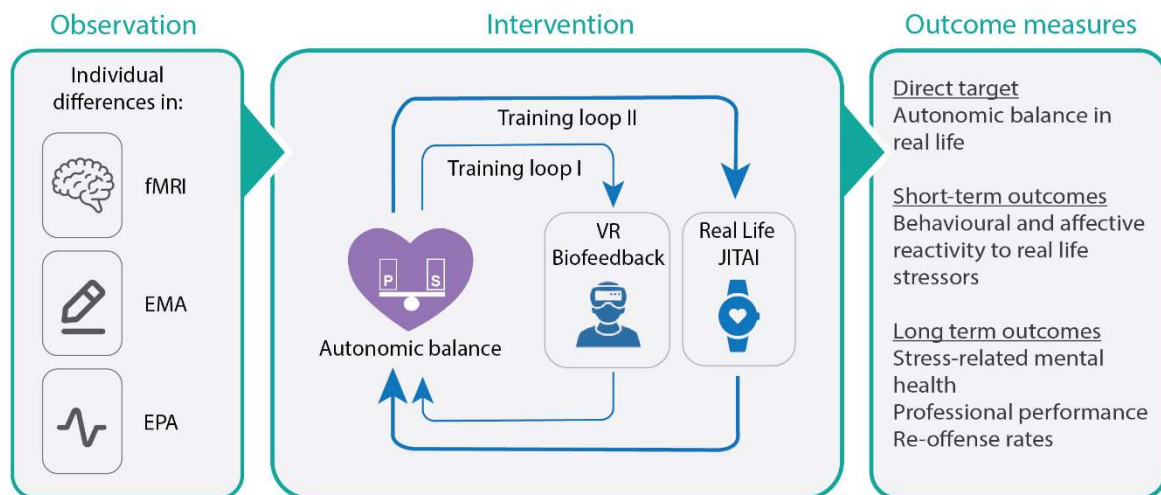 Observation
Individual
differences in:
fMRI
EMA
EPA
Intervention
Training loop II
Training loop I
P
S
Autonomic balance
VR
Biofeedback
Real Life
JITAI
Outcome measures
Direct target
Autonomic balance in
real life
Short-term outcomes
Behavioural and affective
reactivity to real life
stressors
Long term outcomes
Stress-related mental
health
Professional performance
Re-offense rates